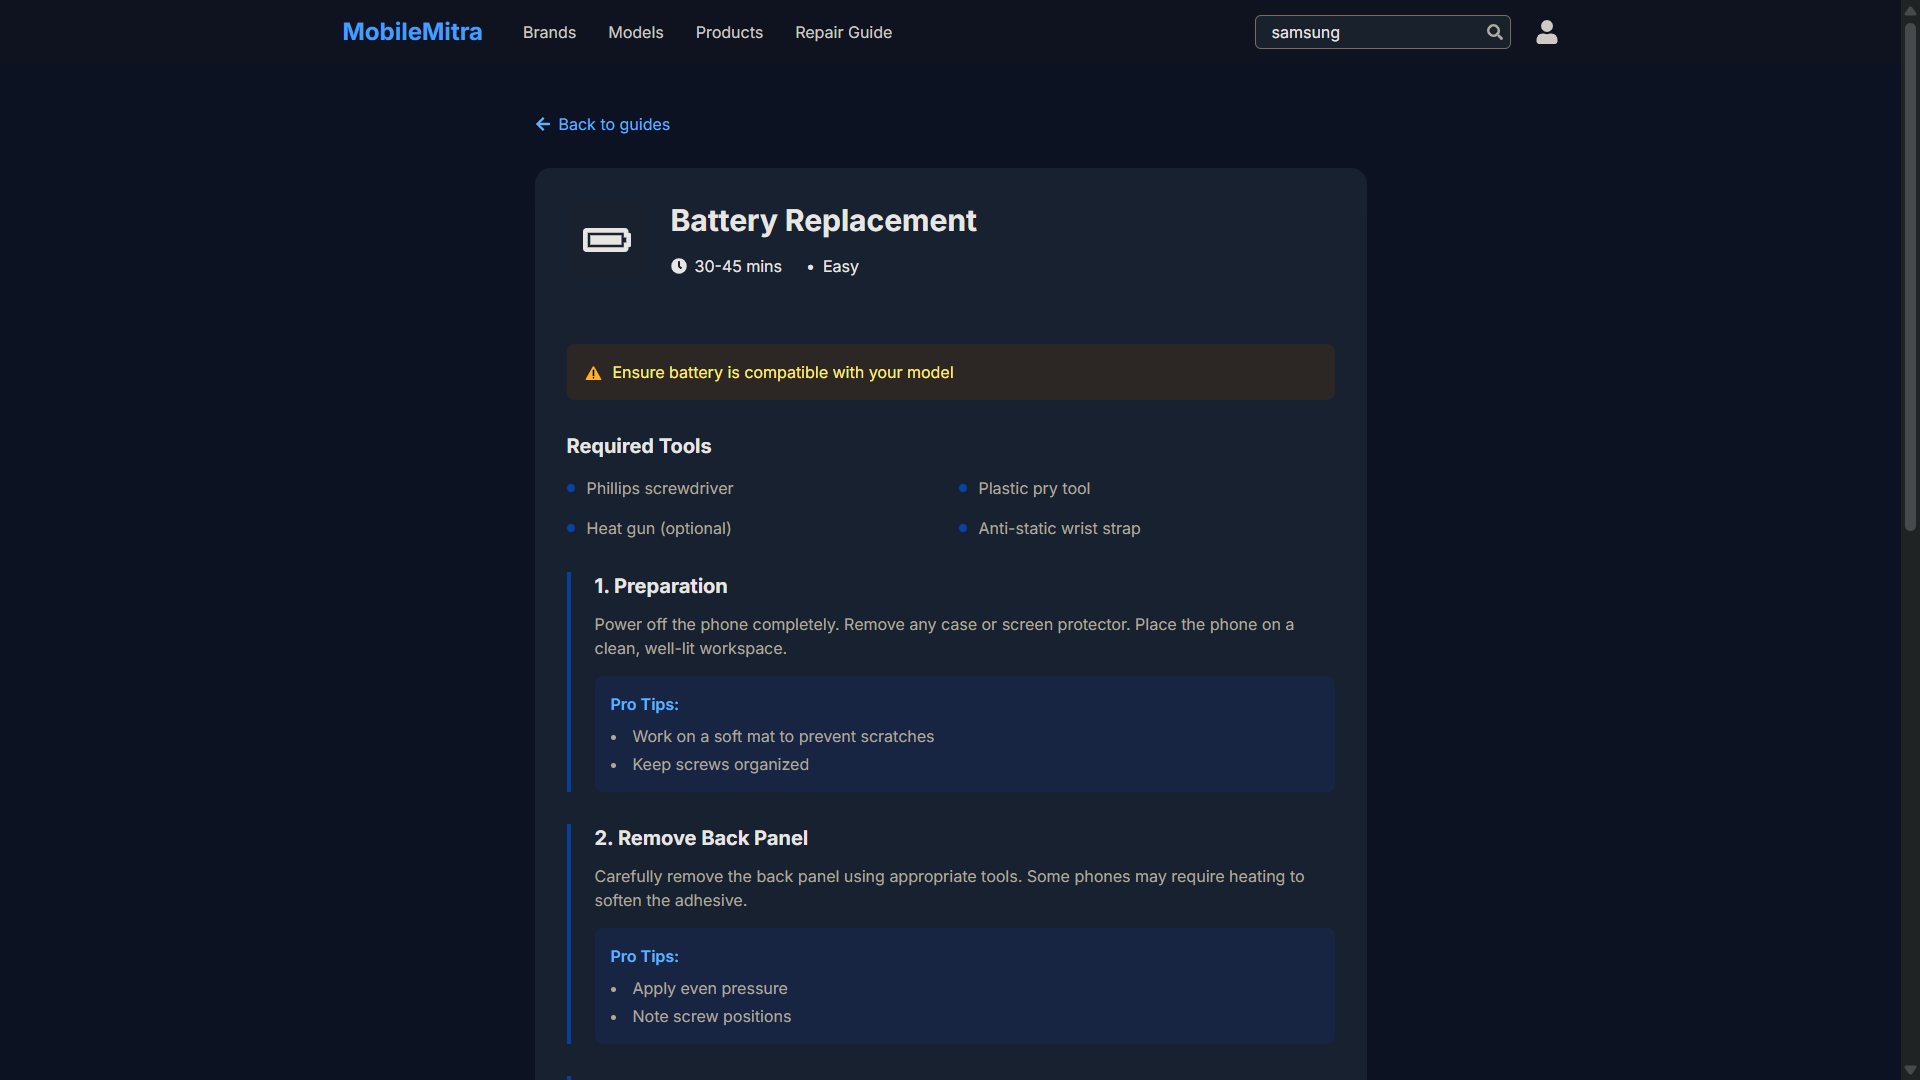 MobileMitra
Brands
Models
Products
Repair Guide
samsung
Back to guides
Battery Replacement
30-45 mins
• Easy
Ensure battery is compatible with your model
Required Tools
Phillips screwdriver
Plastic pry tool
Heat gun (optional)
Anti-static wrist strap
1. Preparation
Power off the phone completely. Remove any case or screen protector. Place the phone on a
clean, well-lit workspace.
Pro Tips:
• Work on a soft mat to prevent scratches
• Keep screws organized
2. Remove Back Panel
Carefully remove the back panel using appropriate tools. Some phones may require heating to
soften the adhesive.
Pro Tips:
• Apply even pressure
• Note screw positions